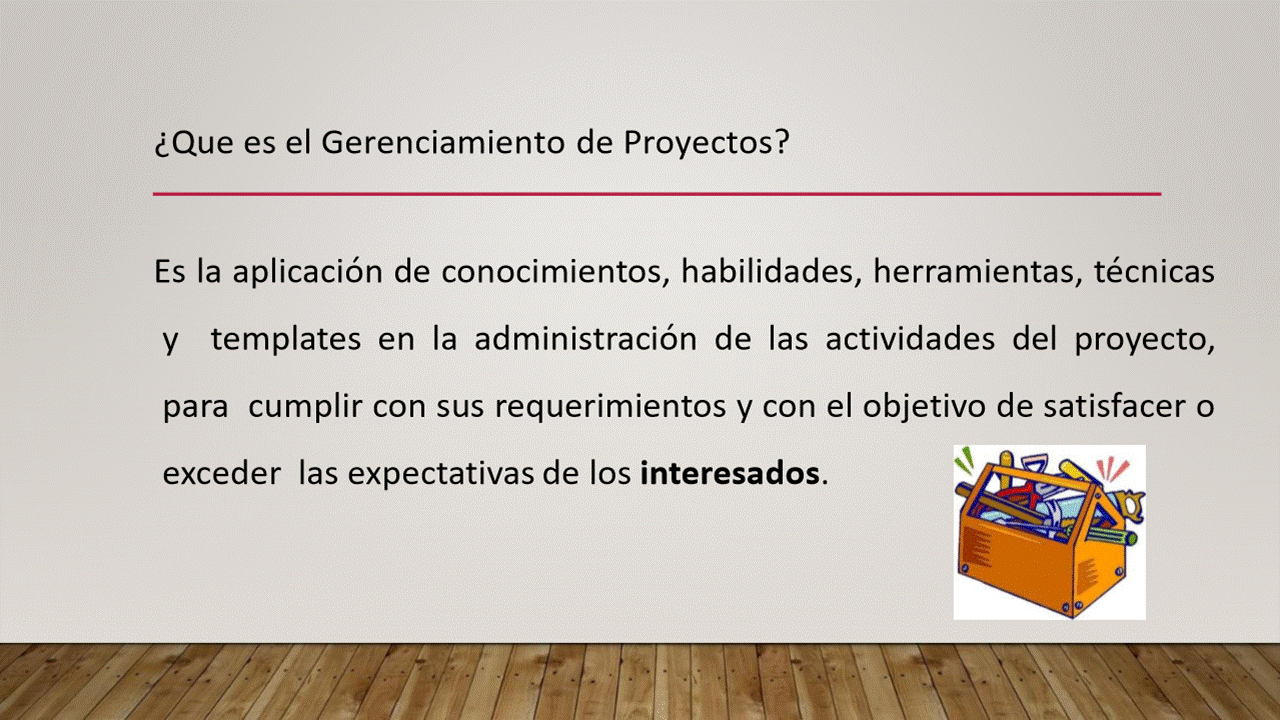 ¿Que es el Gerenciamiento de Proyectos?
Es la aplicación de conocimientos, habilidades, herramientas, técnicas
y templates en la administración de las actividades del proyecto,
para cumplir con sus requerimientos y con el objetivo de satisfacer o
exceder las expectativas de los interesados.